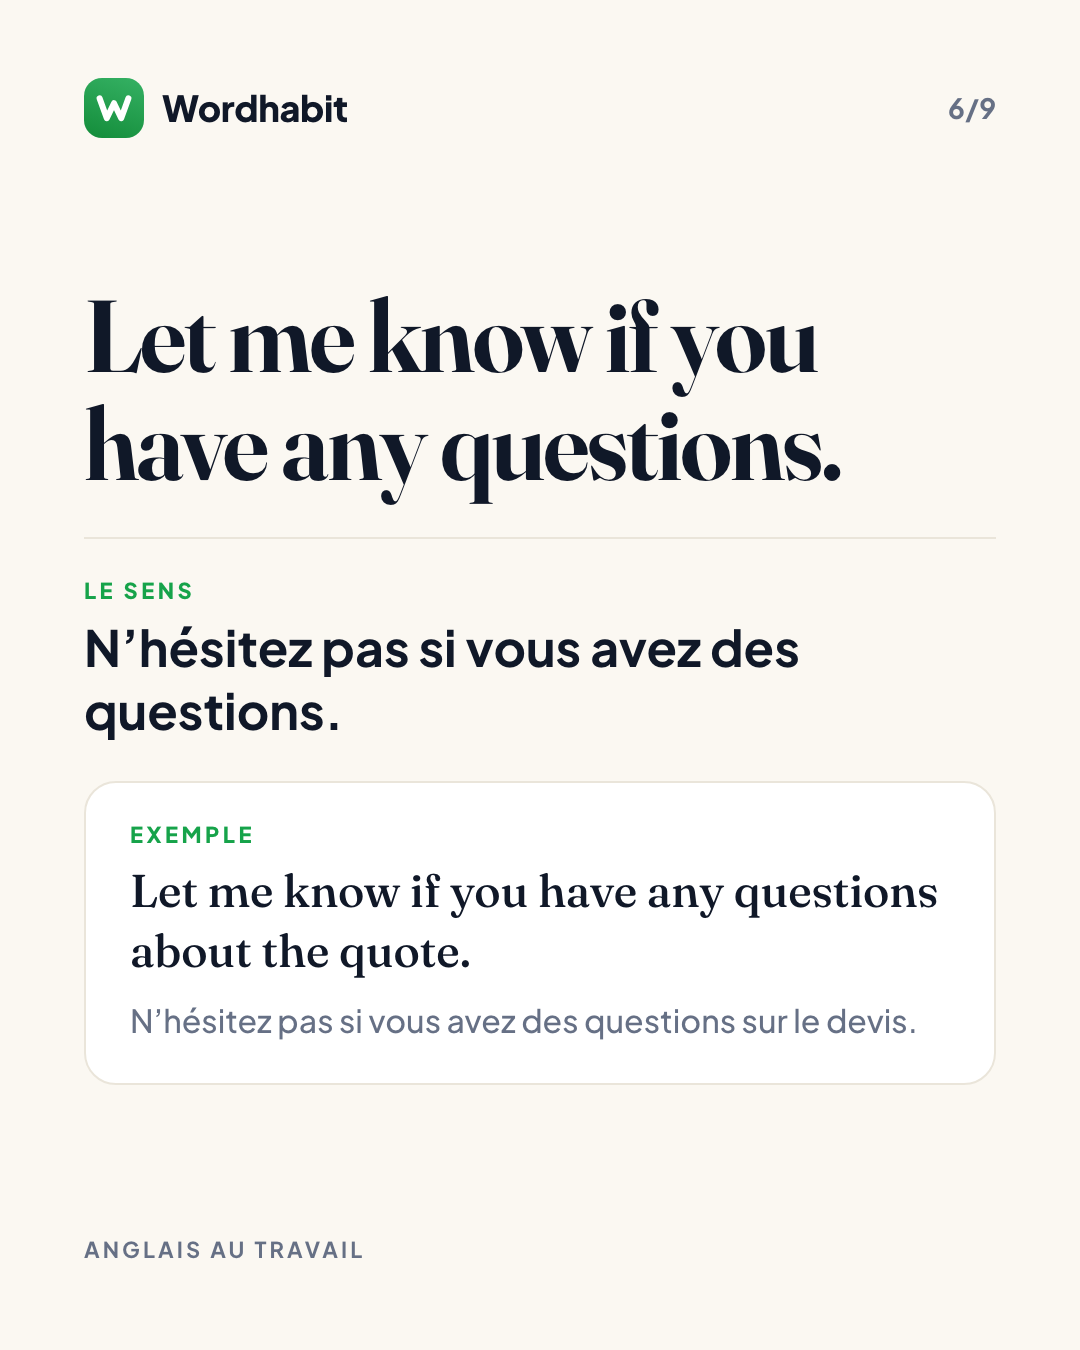 W Wordhabit
6/9
Let me know if you
have any questions.
LE SENS
N’hésitez pas si vous avez des
questions.
EXEMPLE
Let me know if you have any questions
about the quote.
N’hésitez pas si vous avez des questions sur le devis.
ANGLAIS AU TRAVAIL